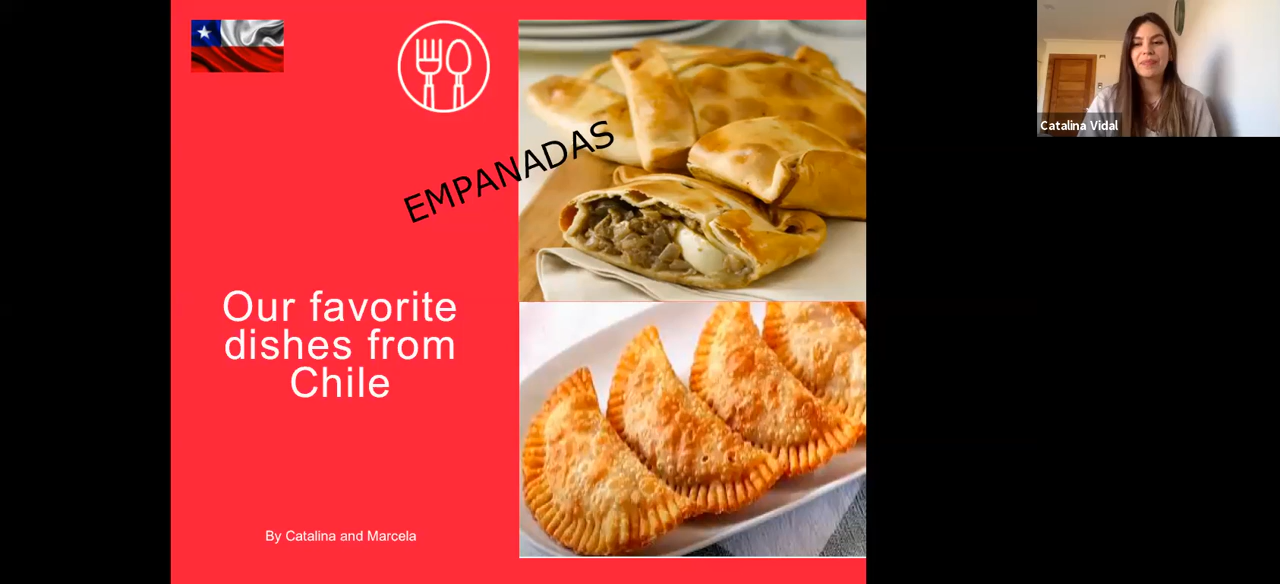 EMPANADAS
Our favorite
dishes from
Chile
By Catalina and Marcela
Catalina Vidal